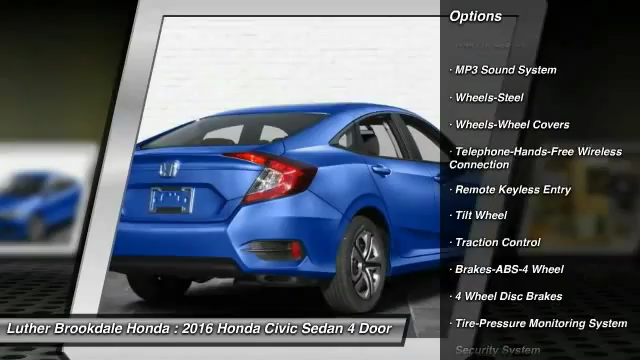 Options
· MP3 Sound System
· Wheels-Steel
· Wheels-Wheel Covers
· Telephone-Hands-Free Wireless
Connection
· Remote Keyless Entry
· Tilt Wheel
· Traction Control
· Brakes-ABS-4 Wheel
· 4 Wheel Disc Brakes
· Tire-Pressure Monitoring System
· Security System
Luther Brookdale Honda : 2016 Honda Civic Sedan 4 Door